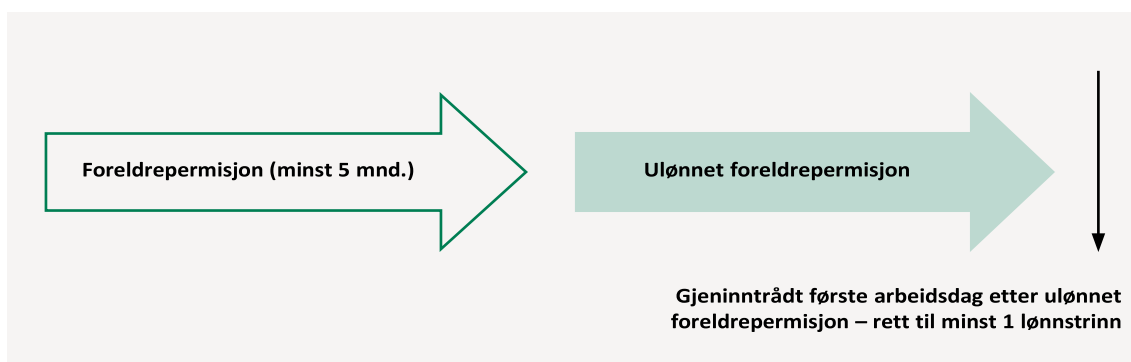 Foreldrepermisjon (minst 5 mnd.)
Ulønnet foreldrepermisjon
Gjeninntrådt første arbeidsdag etter ulønnet
foreldrepermisjon – rett til minst 1 lønnstrinn